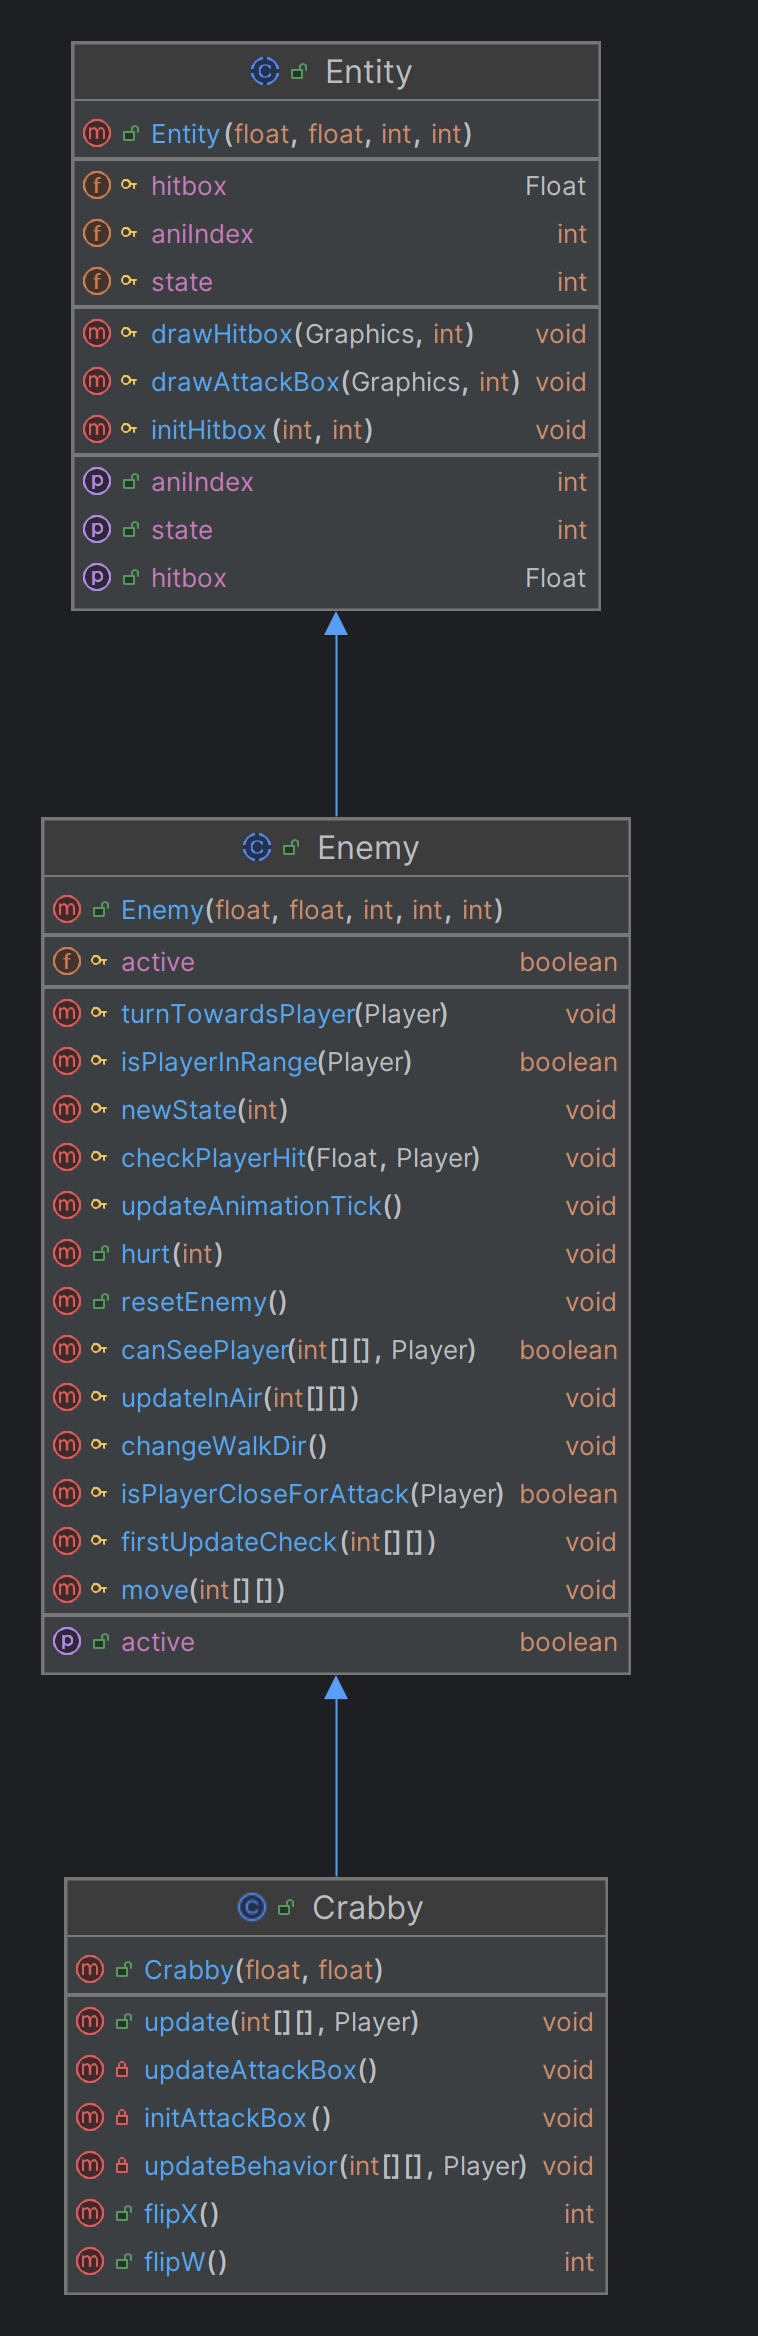 Entity
Entity(float, float, int, int)
hitbox Float
aniIndex int
state int
drawHitbox(Graphics, int) void
drawAttackBox(Graphics, int) void
initHitbox(int, int) void
aniIndex int
state int
hitbox Float
Enemy
Enemy(float, float, int, int, int)
active boolean
turnTowardsPlayer(Player) void
isPlayerInRange(Player) boolean
newState(int) void
checkPlayerHit(Float, Player) void
updateAnimationTick() void
hurt(int) void
resetEnemy() void
canSeePlayer(int[][], Player) boolean
updateInAir(int[][]) void
changeWalkDir() void
isPlayerCloseForAttack(Player) boolean
firstUpdateCheck(int[][]) void
move(int[][]) void
active boolean
Crabby
Crabby(float, float)
update(int[][], Player) void
updateAttackBox() void
initAttackBox() void
updateBehavior(int[][], Player) void
flipX() int
flipW() int